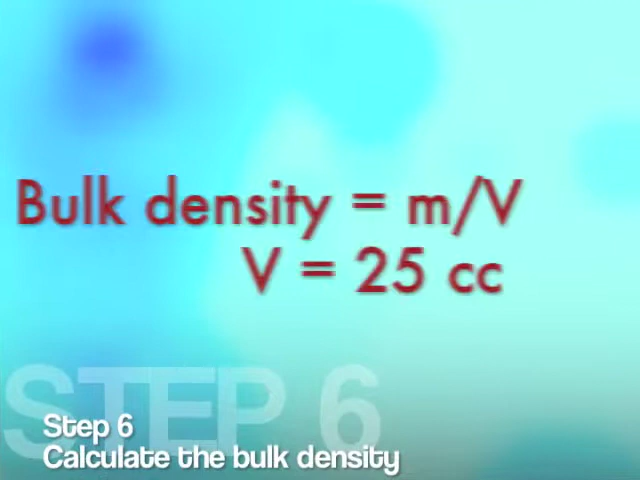 Bulk density = m/V
V = 25 cc
STEP 6
Step 6
Calculate the bulk density